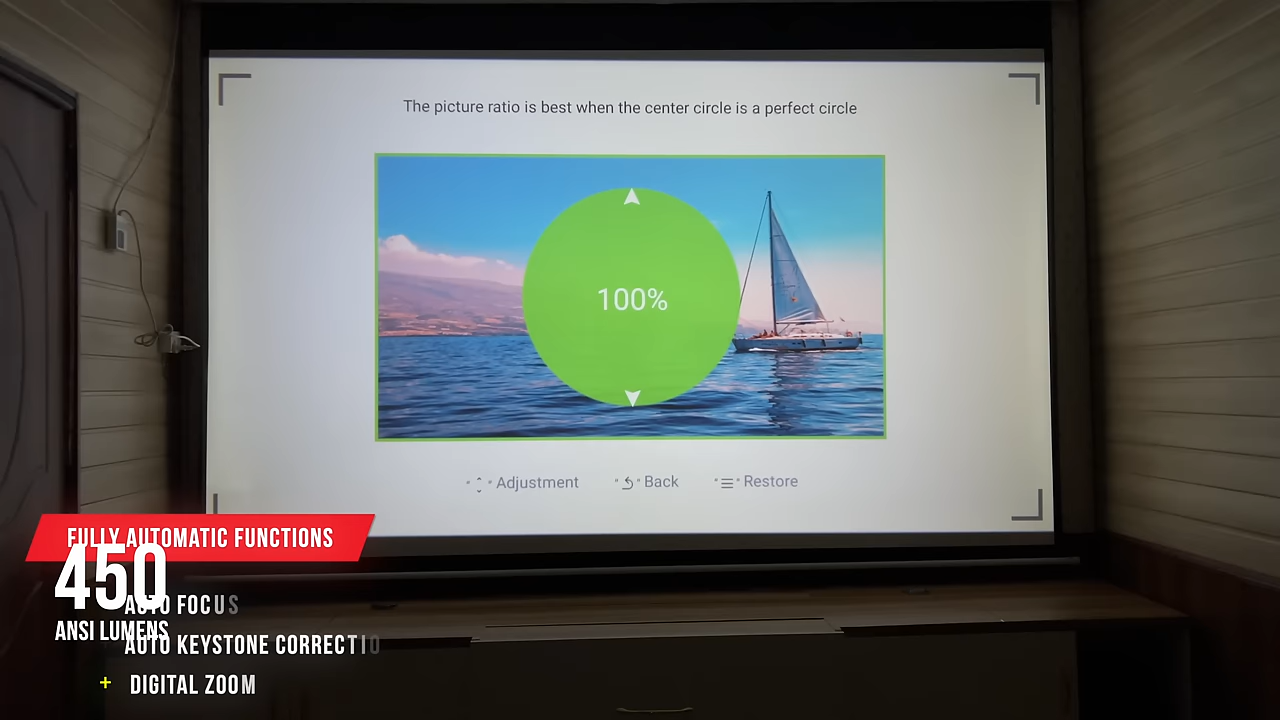 The picture ratio is best when the center circle is a perfect circle
100%
Adjustment Back Restore
FULLY AUTOMATIC FUNCTIONS
450
ANSI LUMENS
AUTO FOCUS
AUTO KEYSTONE CORRECTIO
+ DIGITAL ZOOM